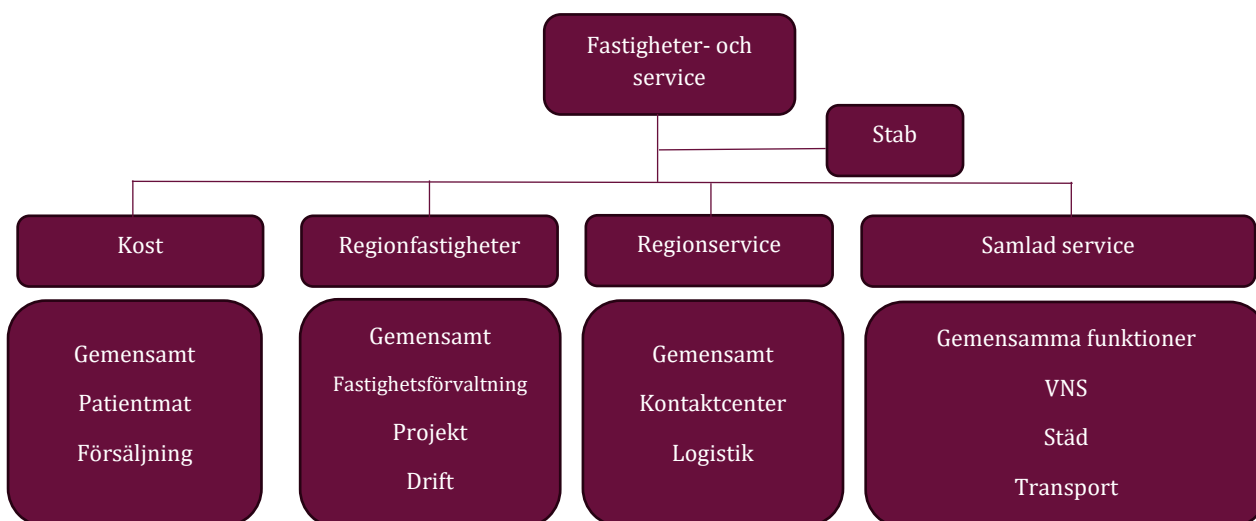 Fastigheter- och
service
Stab
Kost
Regionfastigheter
Regionservice
Samlad service
Gemensamt
Patientmat
Försäljning
Gemensamt
Fastighetsförvaltning
Projekt
Drift
Gemensamt
Kontaktcenter
Logistik
Gemensamma funktioner
VNS
Städ
Transport